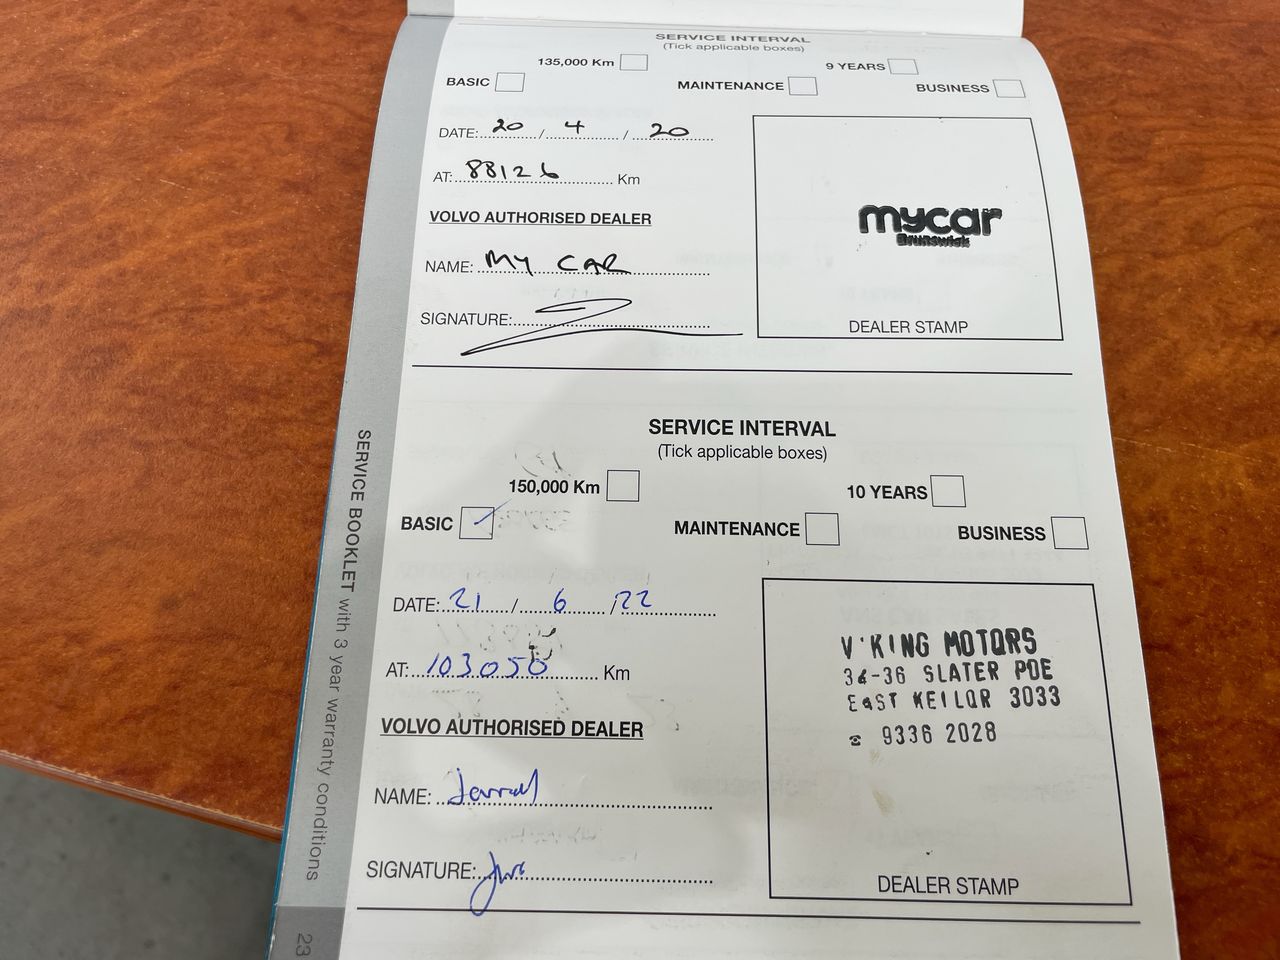 SERVICE INTERVAL
(Tick applicable boxes)
135,000 Km
9 YEARS
BASIC
MAINTENANCE
BUSINESS
DATE: 20 / 4 / 20
AT: 88126 Km
VOLVO AUTHORISED DEALER
NAME: MY CAR
SIGNATURE:
mycar
Brunswick
DEALER STAMP
SERVICE INTERVAL
(Tick applicable boxes)
150,000 Km
10 YEARS
BASIC
MAINTENANCE
BUSINESS
DATE: 21 / 6 / 22
AT: 103050 Km
VOLVO AUTHORISED DEALER
NAME:
SIGNATURE:
V'KING MOTORS
34-36 SLATER PDE
EAST KEILOR 3033
☎ 9336 2028
DEALER STAMP
SERVICE BOOKLET with 3 year warranty conditions
23